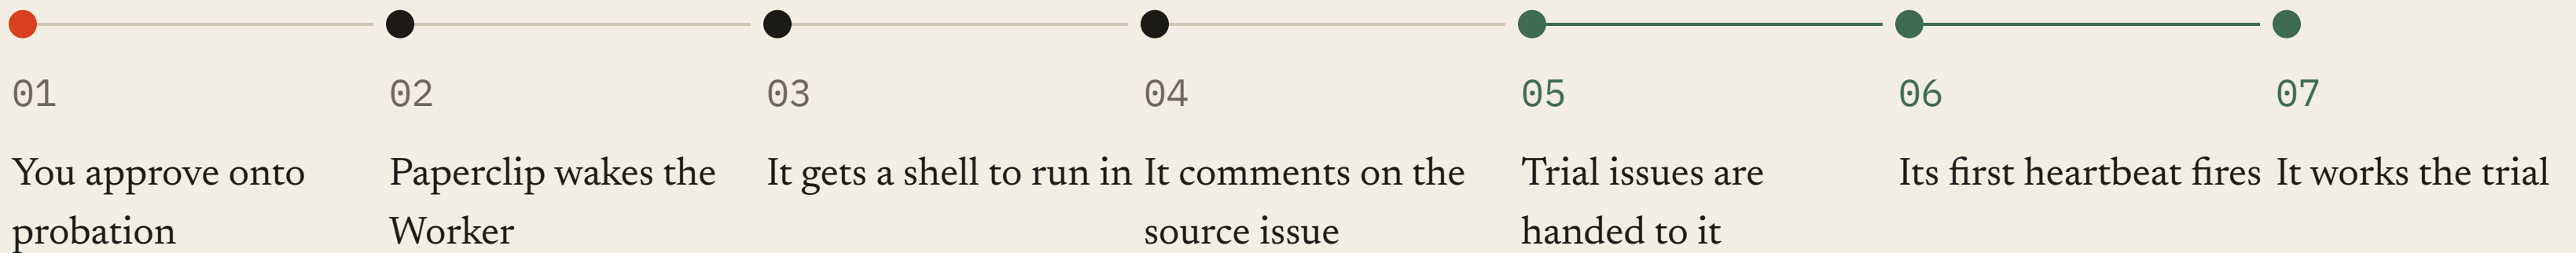 01
You approve onto
probation
02
Paperclip wakes the
Worker
03
It gets a shell to run in
04
It comments on the
source issue
05
Trial issues are
handed to it
06
Its first heartbeat fires
07
It works the trial